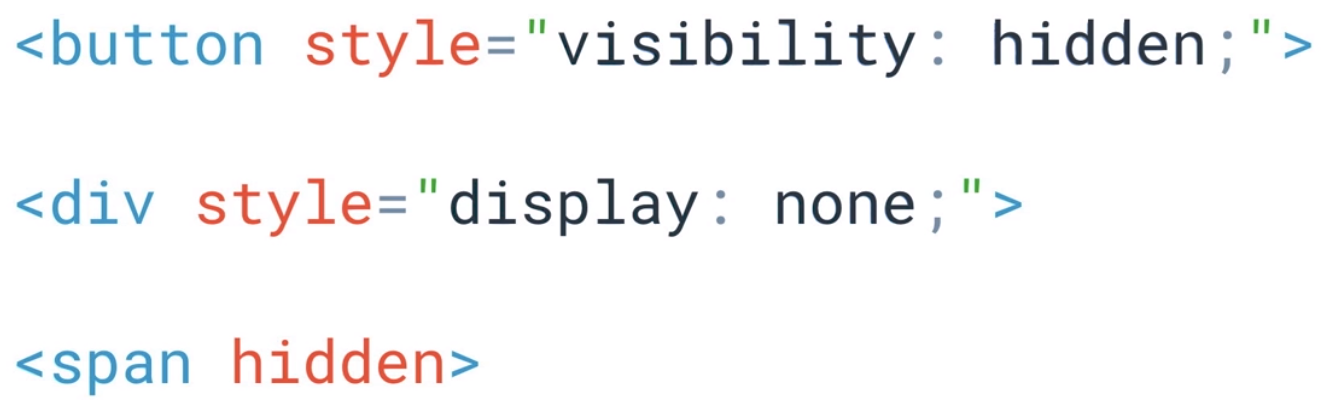 <button style="visibility: hidden;">
<div style="display: none;">
<span hidden>